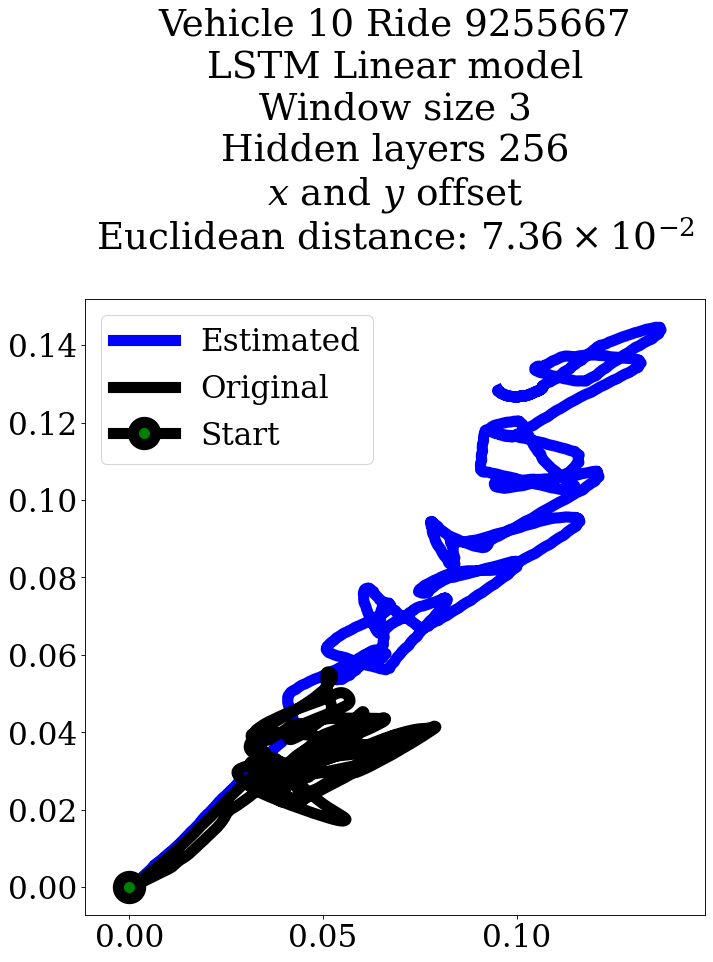 Vehicle 10 Ride 9255667
LSTM Linear model
Window size 3
Hidden layers 256
x and y offset
Euclidean distance: 7.36 × 10⁻²
Estimated
Original
Start
0.14
0.12
0.10
0.08
0.06
0.04
0.02
0.00
0.00 0.05 0.10